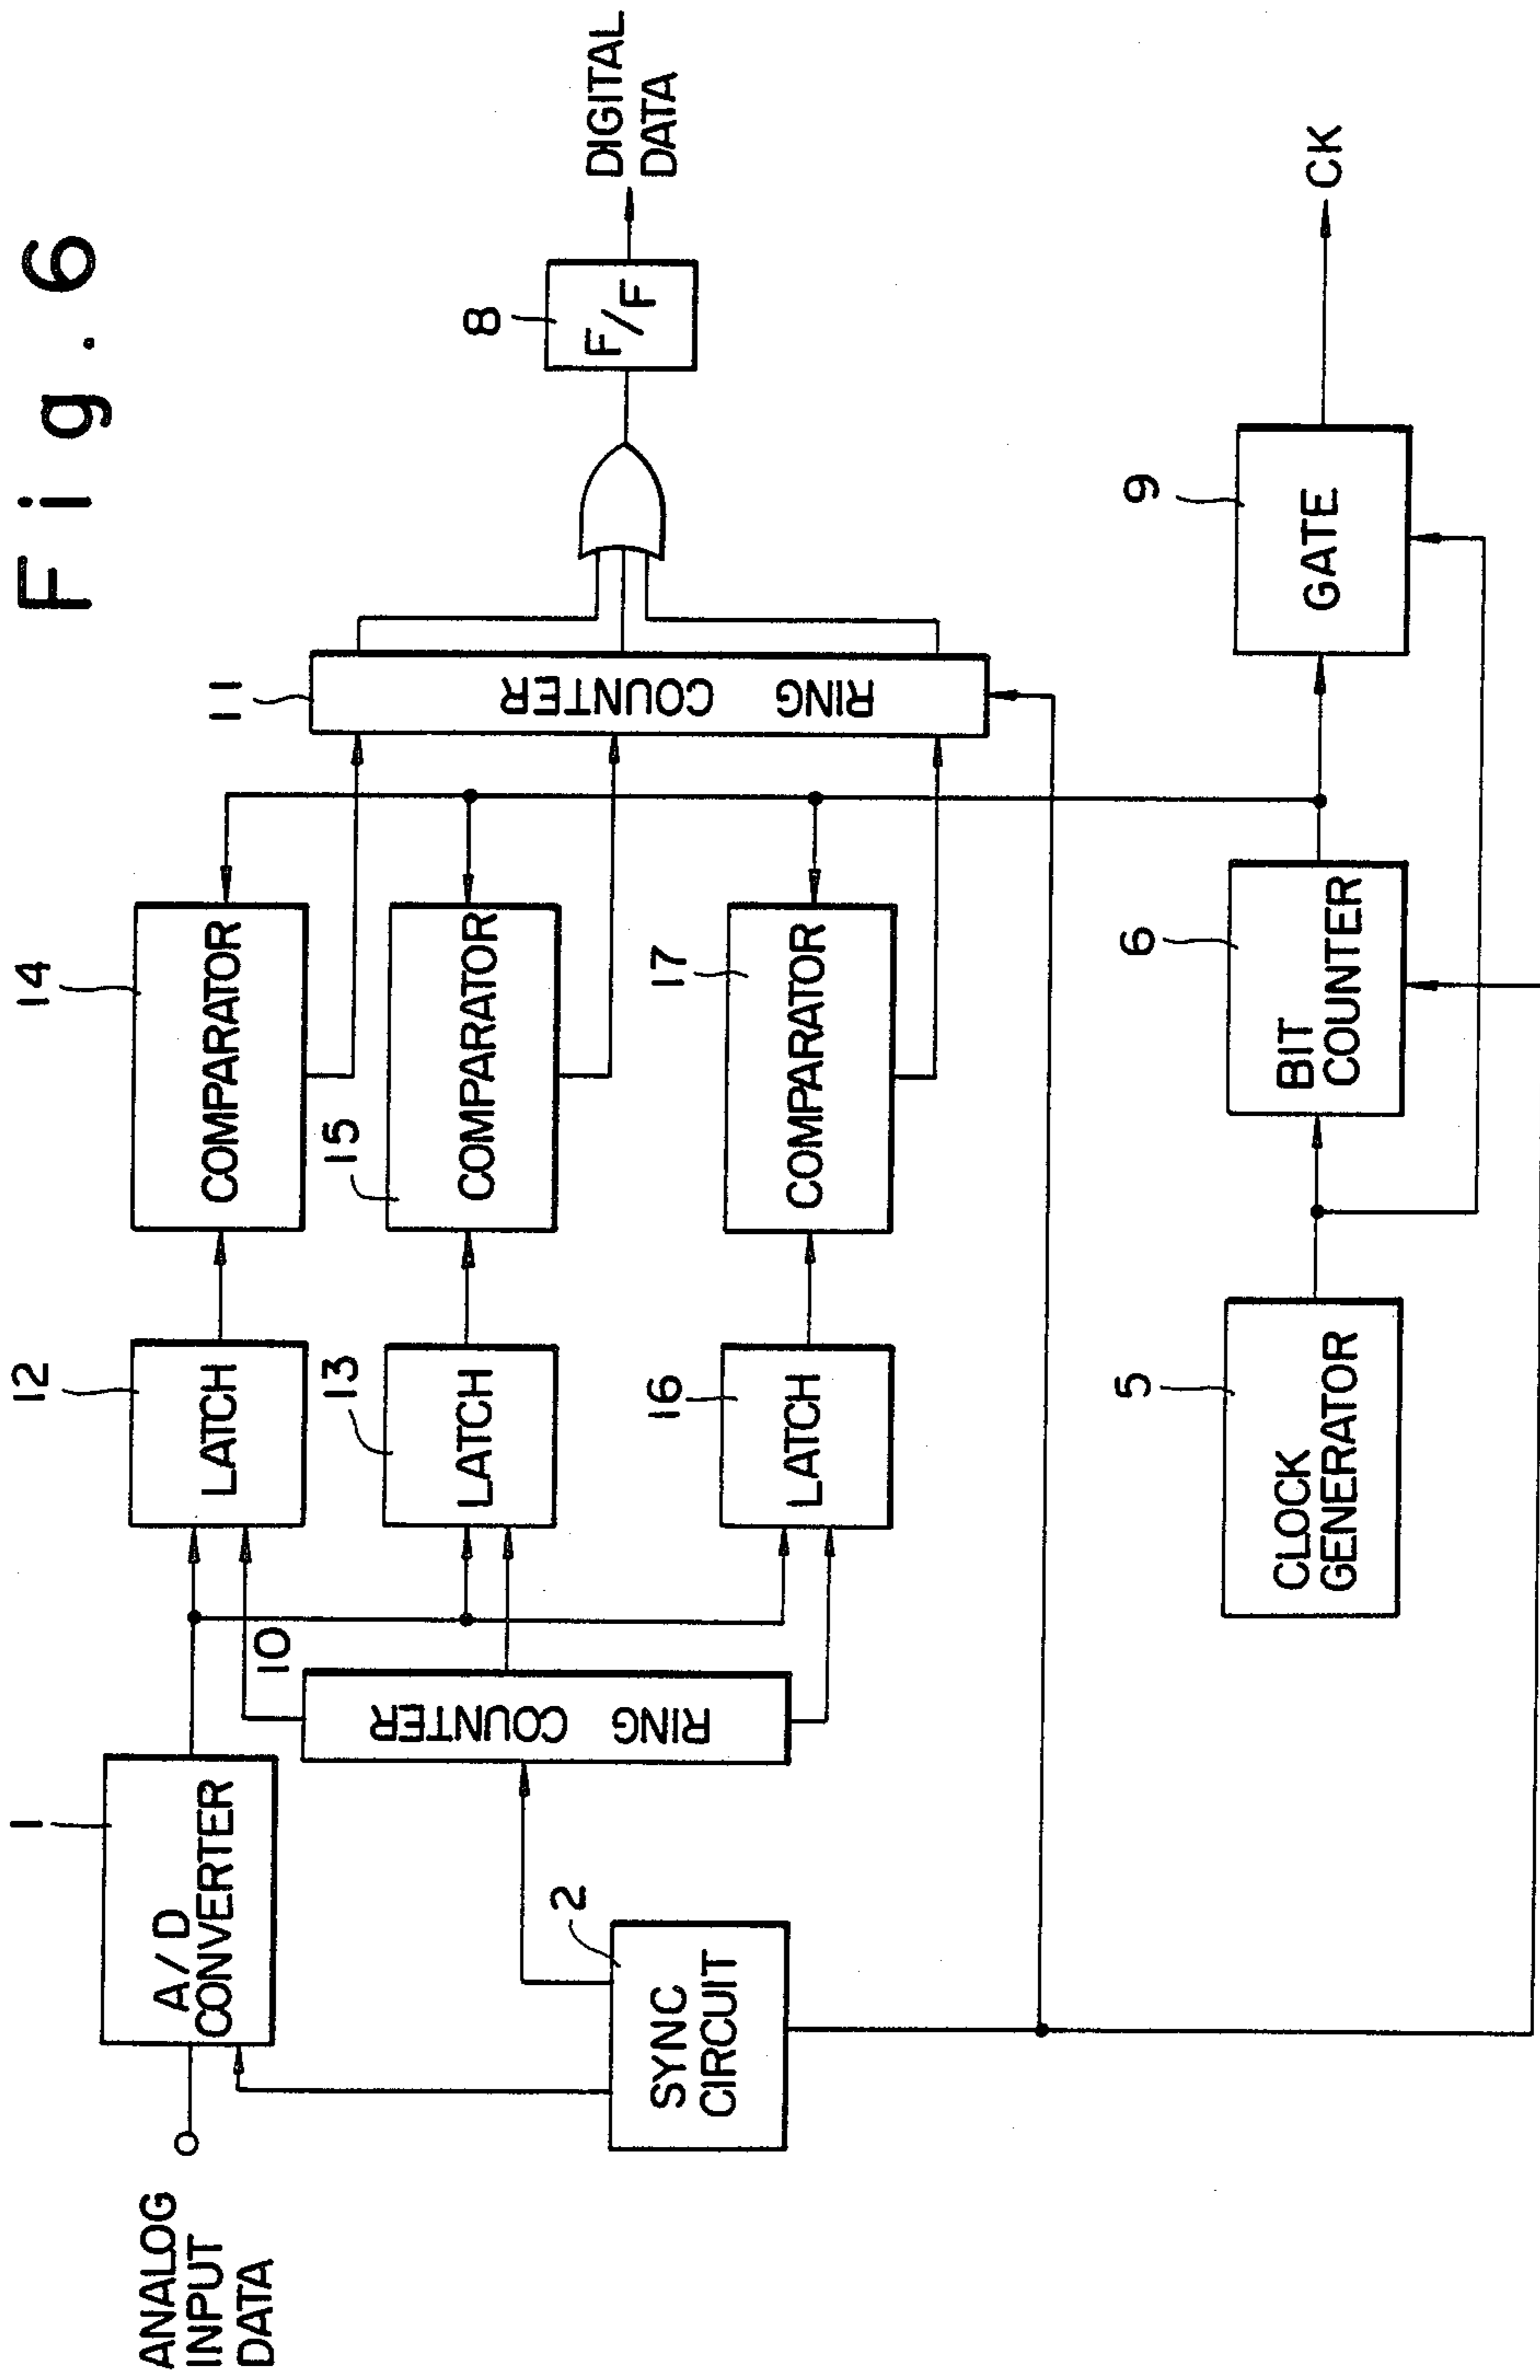 Fig. 6
ANALOG
INPUT
DATA
1
A/D
CONVERTER
2
SYNC
CIRCUIT
10
RING COUNTER
12
LATCH
13
LATCH
16
LATCH
14
COMPARATOR
15
COMPARATOR
17
COMPARATOR
11
RING COUNTER
8
F/F
DIGITAL
DATA
5
CLOCK
GENERATOR
6
BIT
COUNTER
9
GATE
CK